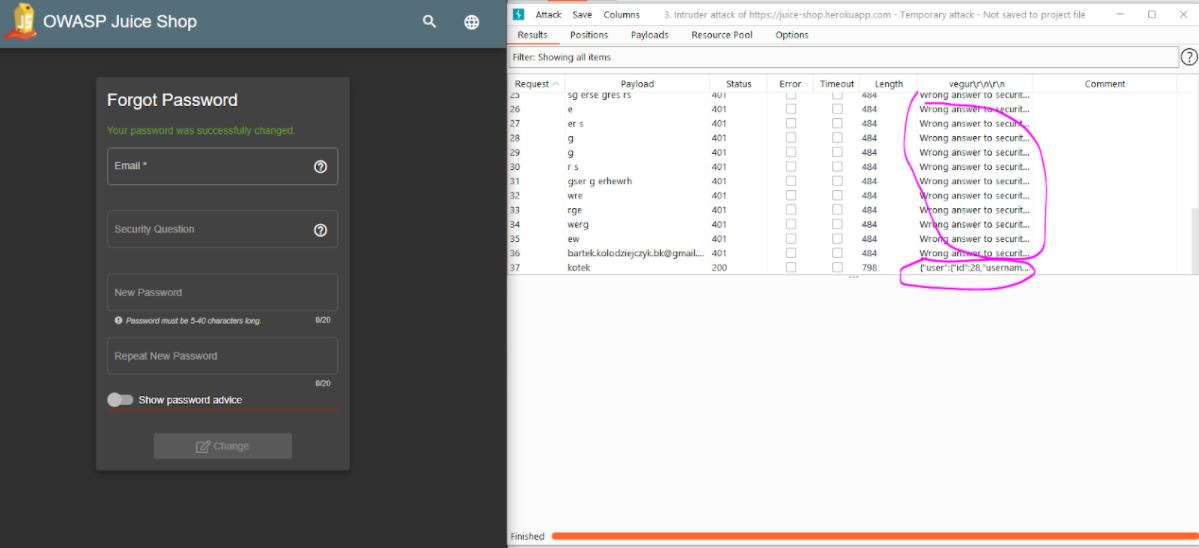 OWASP Juice Shop
Forgot Password
Your password was successfully changed.
Email *
Security Question
New Password
Password must be 5-40 characters long.
0/20
Repeat New Password
0/20
Show password advice
Change
Attack Save Columns 3. Intruder attack of https://juice-shop.herokuapp.com - Temporary attack - Not saved to project file
Results Positions Payloads Resource Pool Options
Filter: Showing all items
Request Payload Status Error Timeout Length vegur\r\n\r\n Comment
25 sg erse gres rs 401 484 Wrong answer to securit...
26 e 401 484 Wrong answer to securit...
27 er s 401 484 Wrong answer to securit...
28 g 401 484 Wrong answer to securit...
29 g 401 484 Wrong answer to securit...
30 r s 401 484 Wrong answer to securit...
31 gser g erhewrh 401 484 Wrong answer to securit...
32 wre 401 484 Wrong answer to securit...
33 rge 401 484 Wrong answer to securit...
34 werg 401 484 Wrong answer to securit...
35 ew 401 484 Wrong answer to securit...
36 bartek.kolodziejczyk.bk@gmail.... 401 484 Wrong answer to securit...
37 kotek 200 798 {"user":{"id":28,"usernam...
Finished